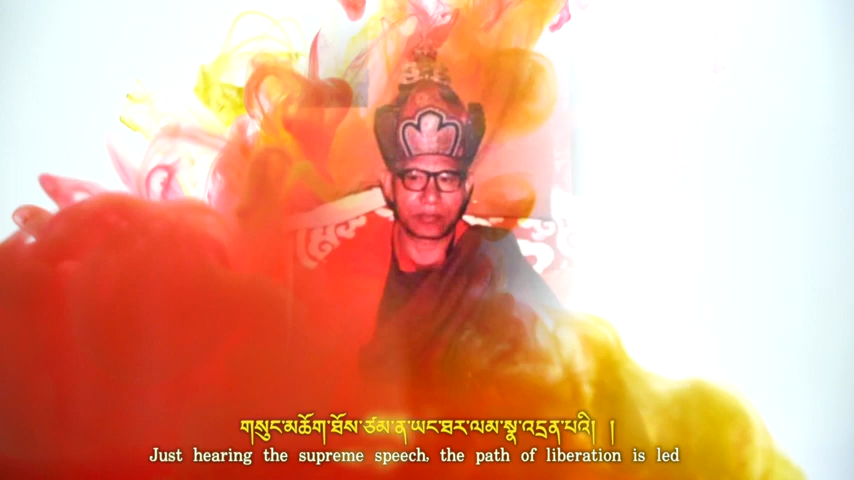 གསུང་མཆོག་ཐོས་ཙམ་ན་ཡང་ཐར་ལམ་སྣ་འདྲན་པའི། །
Just hearing the supreme speech, the path of liberation is led